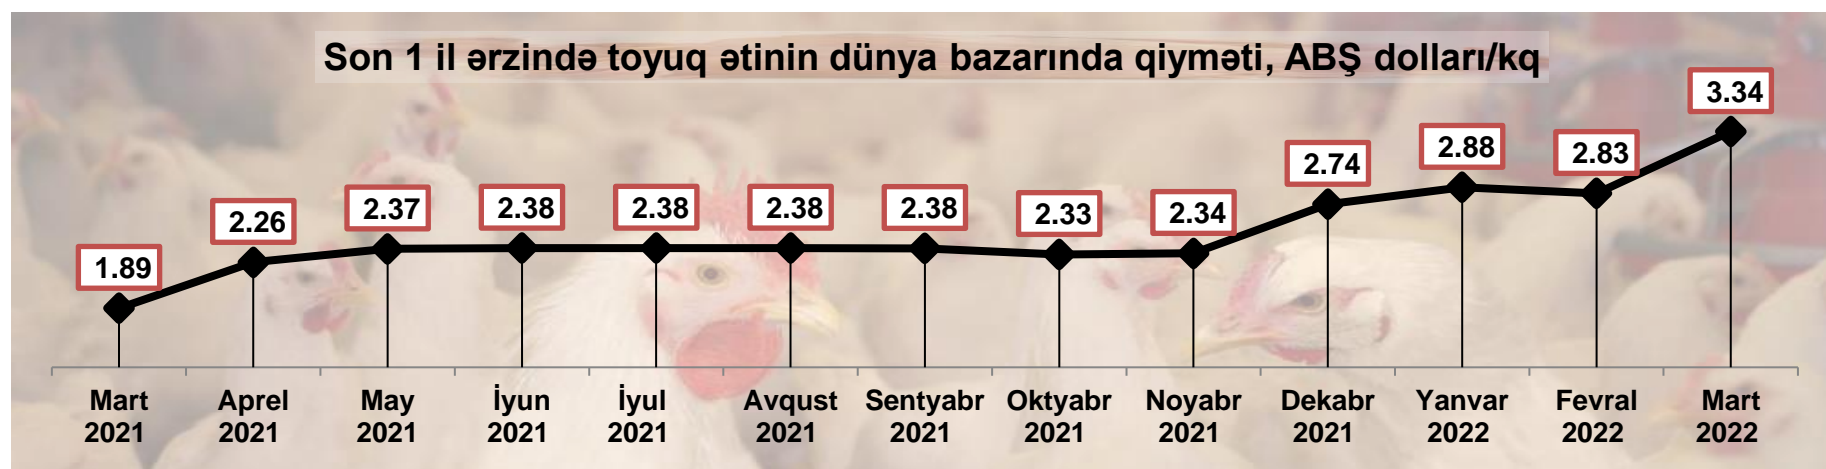 Son 1 il ərzində toyuq ətinin dünya bazarında qiyməti, ABŞ dolları/kq
1.89
2.26
2.37
2.38
2.38
2.38
2.38
2.33
2.34
2.74
2.88
2.83
3.34
Mart
2021
Aprel
2021
May
2021
İyun
2021
İyul
2021
Avqust
2021
Sentyabr
2021
Oktyabr
2021
Noyabr
2021
Dekabr
2021
Yanvar
2022
Fevral
2022
Mart
2022